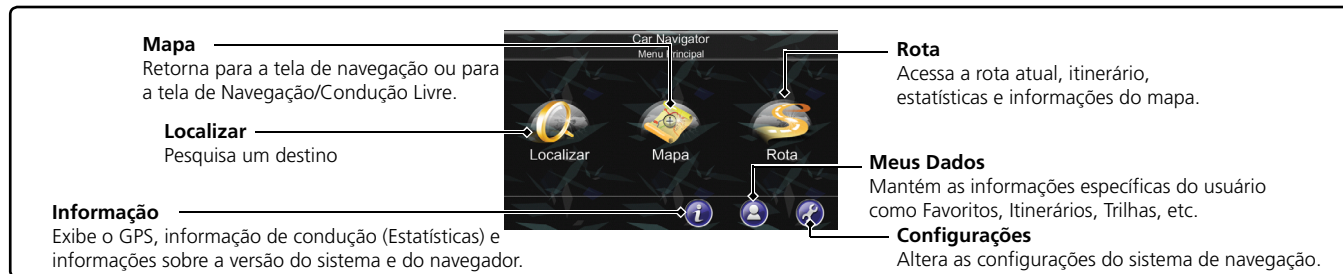 Mapa
Retorna para a tela de navegação ou para
a tela de Navegação/Condução Livre.
Localizar
Pesquisa um destino
Informação
Exibe o GPS, informação de condução (Estatísticas) e
informações sobre a versão do sistema e do navegador.
Car Navigator
Menu Principal
Localizar
Mapa
Rota
Rota
Acessa a rota atual, itinerário,
estatísticas e informações do mapa.
Meus Dados
Mantém as informações específicas do usuário
como Favoritos, Itinerários, Trilhas, etc.
Configurações
Altera as configurações do sistema de navegação.